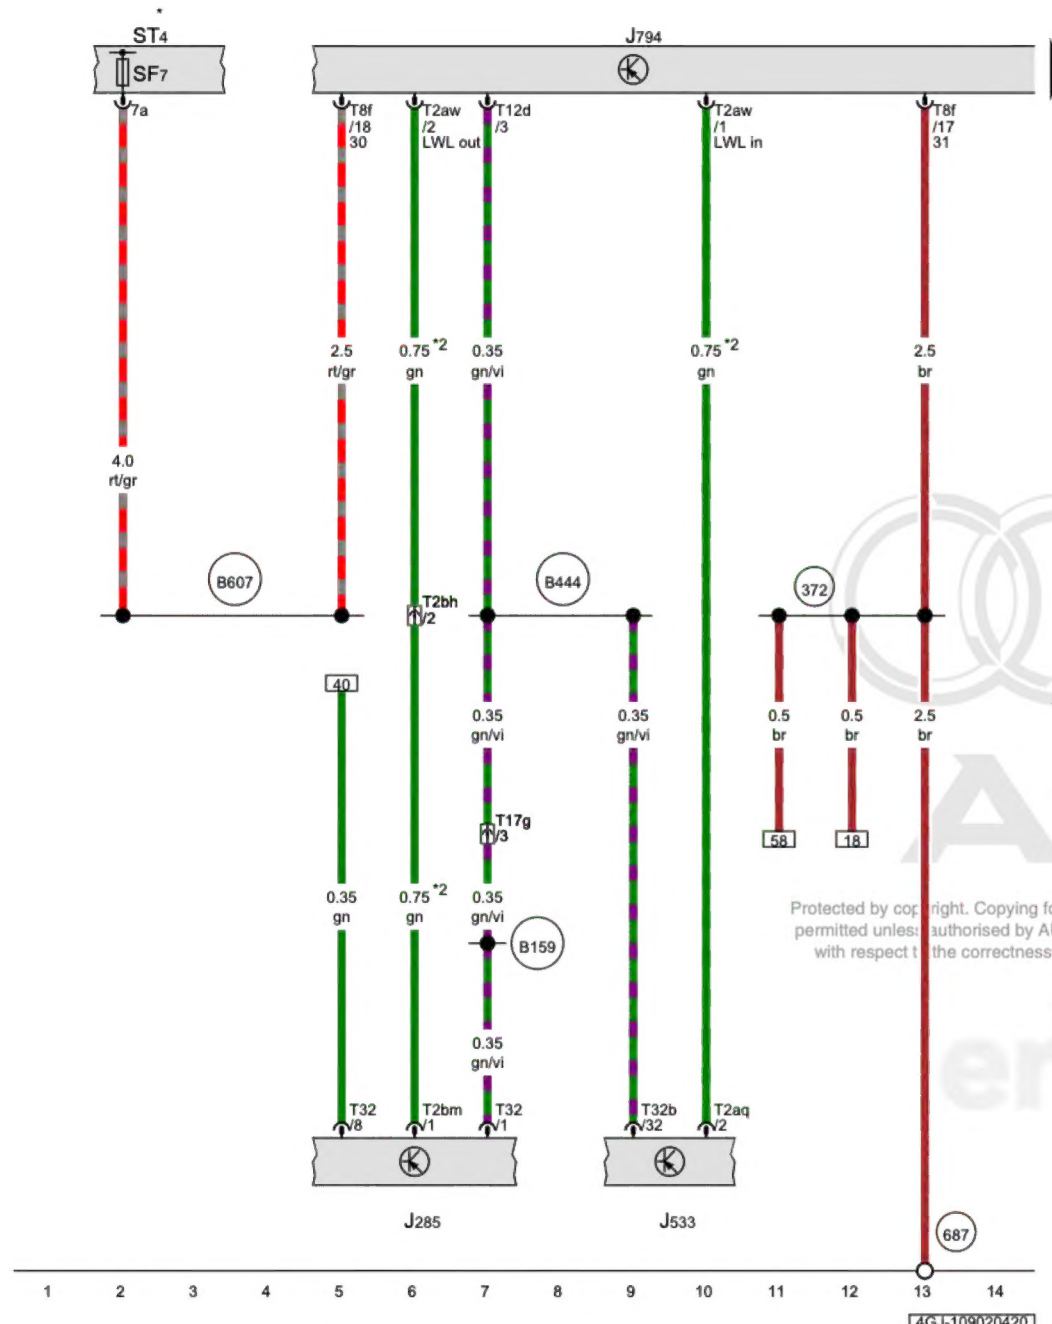 *
ST4
J794
SF7
7a
T8f
/18
30
T2aw
/2
LWL out
T12d
/3
T2aw
/1
LWL in
T8f
/17
31
2.5
rt/gr
0.75 *2
gn
0.35
gn/vi
0.75 *2
gn
2.5
br
4.0
rt/gr
B607
B444
372
T2bh
/2
40
0.35
gn/vi
0.35
gn/vi
0.5
br
0.5
br
2.5
br
T17g
/3
58
18
0.35
gn
0.75 *2
gn
0.35
gn/vi
B159
Protected by copyright. Copying fo
permitted unless authorised by AU
with respect t the correctness
0.35
gn/vi
T32
/8
T2bm
/1
T32
/1
T32b
/32
T2aq
/2
J285
J533
687
1 2 3 4 5 6 7 8 9 10 11 12 13 14
4GJ-109020420